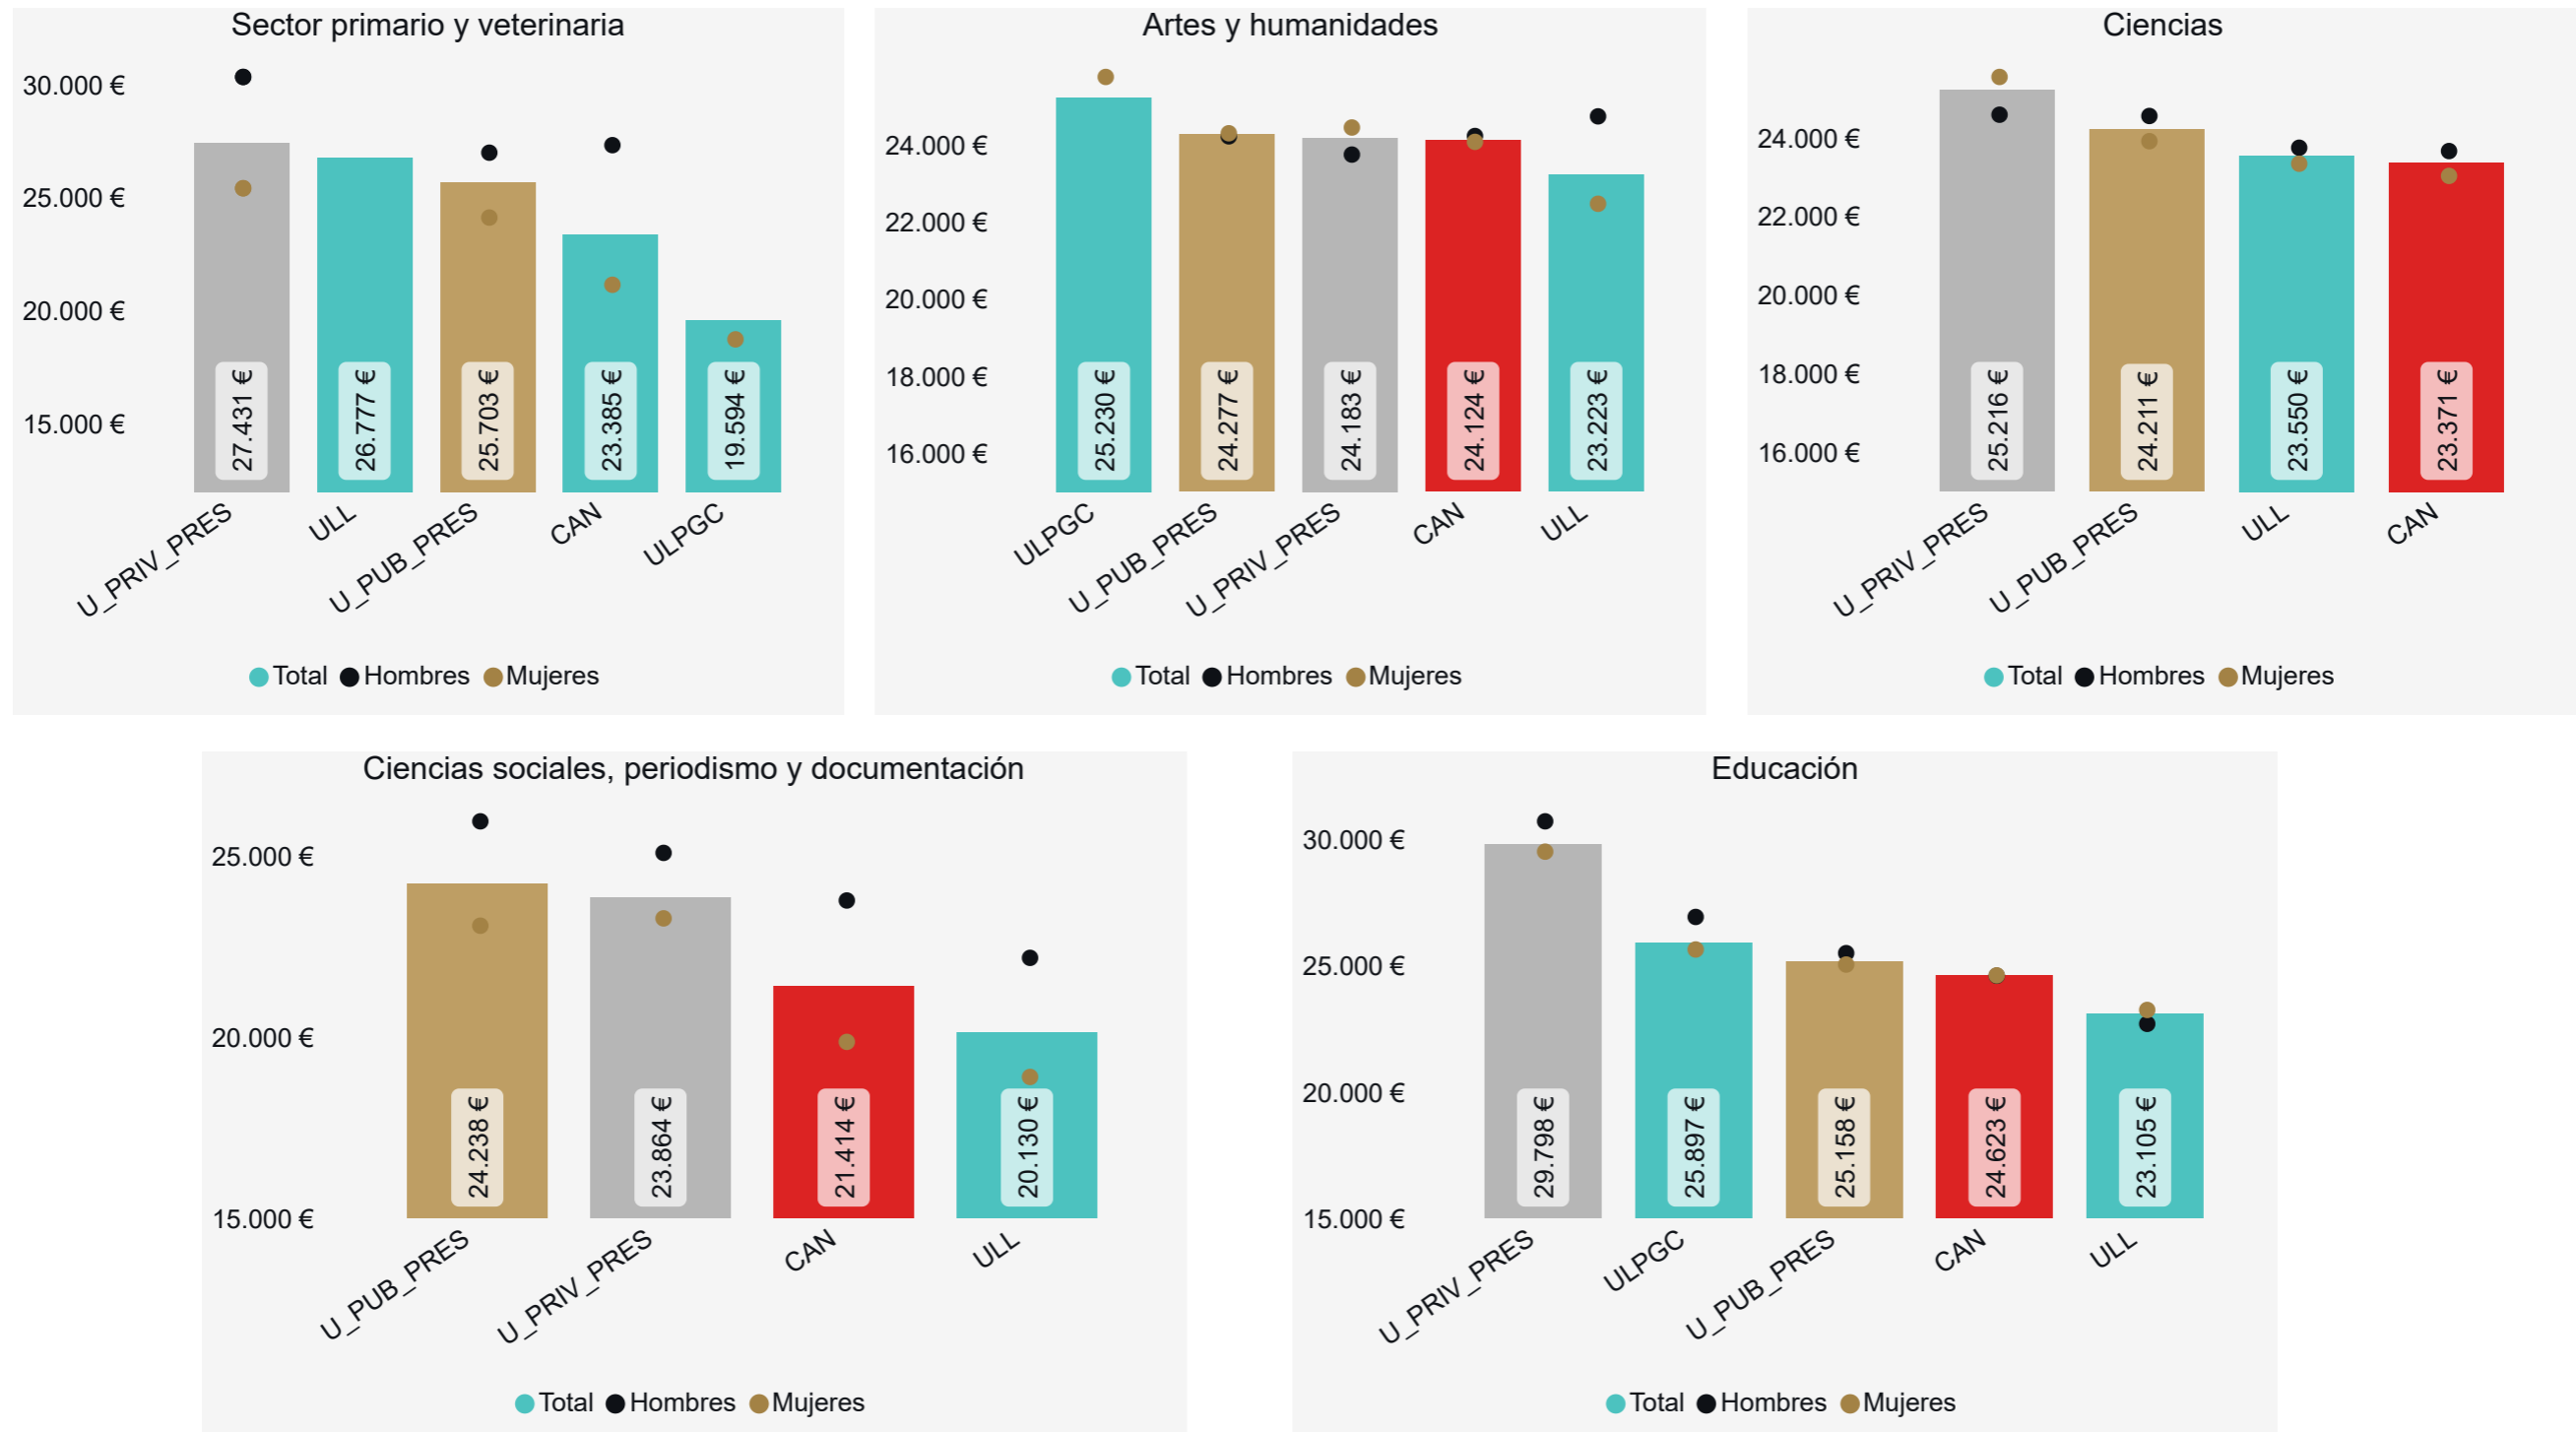 Sector primario y veterinaria
30.000 €
25.000 €
20.000 €
15.000 €
27.431 €
26.777 €
25.703 €
23.385 €
19.594 €
U_PRIV_PRES
ULL
U_PUB_PRES
CAN
ULPGC
Total Hombres Mujeres
Artes y humanidades
24.000 €
22.000 €
20.000 €
18.000 €
16.000 €
25.230 €
24.277 €
24.183 €
24.124 €
23.223 €
ULPGC
U_PUB_PRES
U_PRIV_PRES
CAN
ULL
Total Hombres Mujeres
Ciencias
24.000 €
22.000 €
20.000 €
18.000 €
16.000 €
25.216 €
24.211 €
23.550 €
23.371 €
U_PRIV_PRES
U_PUB_PRES
ULL
CAN
Total Hombres Mujeres
Ciencias sociales, periodismo y documentación
25.000 €
20.000 €
15.000 €
24.238 €
23.864 €
21.414 €
20.130 €
U_PUB_PRES
U_PRIV_PRES
CAN
ULL
Total Hombres Mujeres
Educación
30.000 €
25.000 €
20.000 €
15.000 €
29.798 €
25.897 €
25.158 €
24.623 €
23.105 €
U_PRIV_PRES
ULPGC
U_PUB_PRES
CAN
ULL
Total Hombres Mujeres